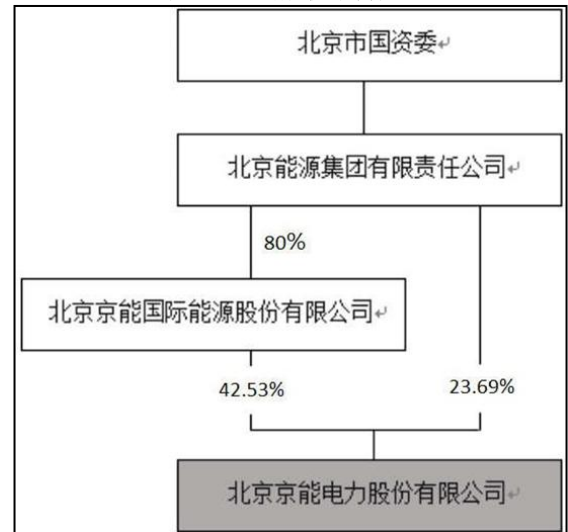 北京市国资委↵
北京能源集团有限责任公司↵
80%
北京京能国际能源股份有限公司↵
42.53%
23.69%
北京京能电力股份有限公司↵